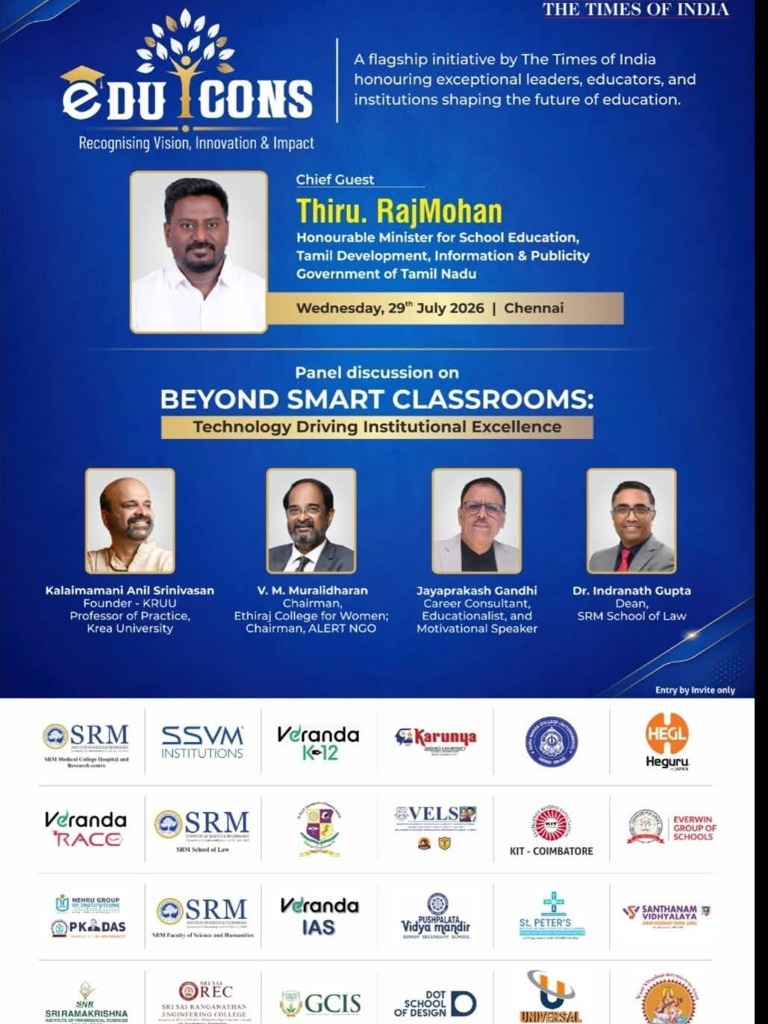 THE TIMES OF INDIA
EDUICONS
Recognising Vision, Innovation & Impact
A flagship initiative by The Times of India
honouring exceptional leaders, educators, and
institutions shaping the future of education.
Chief Guest
Thiru. RajMohan
Honourable Minister for School Education,
Tamil Development, Information & Publicity
Government of Tamil Nadu
Wednesday, 29th July 2026 | Chennai
Panel discussion on
BEYOND SMART CLASSROOMS:
Technology Driving Institutional Excellence
Kalaimamani Anil Srinivasan
Founder - KRUU
Professor of Practice,
Krea University
V. M. Muralidharan
Chairman,
Ethiraj College for Women;
Chairman, ALERT NGO
Jayaprakash Gandhi
Career Consultant,
Educationalist, and
Motivational Speaker
Dr. Indranath Gupta
Dean,
SRM School of Law
Entry by Invite only
SRM
SRM Medical College Hospital and
Research centre
SSVM
INSTITUTIONS
Veranda
K-12
Karunya
HEGL
Heguru
Veranda
RACE
SRM
SRM School of Law
VELS
KIT - COIMBATORE
EVERWIN
GROUP OF
SCHOOLS
NEHRU GROUP
OF INSTITUTIONS
PK DAS
SRM
SRM Faculty of Science and Humanities
Veranda
IAS
PUSHPALATA
Vidya mandir
St. PETER'S
SANTHANAM
VIDHYALAYA
SNR
SRI RAMAKRISHNA
SRI SAI
REC
SRI SAI RANGANATHAN
ENGINEERING COLLEGE
GCIS
DOT
SCHOOL
OF DESIGN
UNIVERSAL